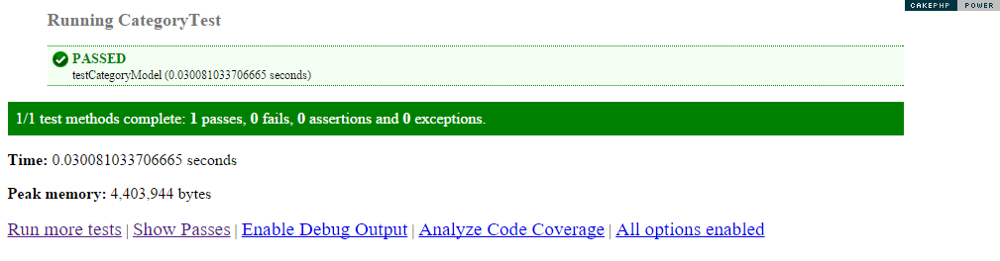 CAKEPHP POWER
Running CategoryTest
PASSED
testCategoryModel (0.030081033706665 seconds)
1/1 test methods complete: 1 passes, 0 fails, 0 assertions and 0 exceptions.
Time: 0.030081033706665 seconds
Peak memory: 4,403,944 bytes
Run more tests | Show Passes | Enable Debug Output | Analyze Code Coverage | All options enabled